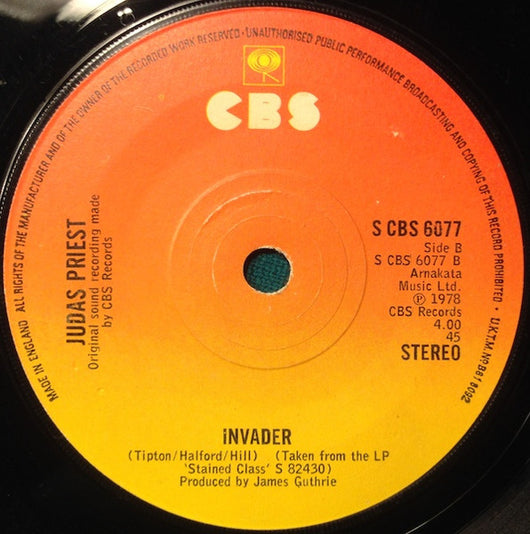 MADE IN ENGLAND ALL RIGHTS OF THE MANUFACTURER AND OF THE OWNER OF THE RECORDED WORK RESERVED · UNAUTHORISED PUBLIC PERFORMANCE BROADCASTING AND COPYING OF THIS RECORD PROHIBITED · U.K.T.M. No B818092
CBS
JUDAS PRIEST
Original sound recording made
by CBS Records
S CBS 6077
Side B
S CBS 6077 B
Arnakata
Music Ltd.
℗ 1978
CBS Records
4.00
45
STEREO
INVADER
(Tipton/Halford/Hill) (Taken from the LP
'Stained Class' S 82430)
Produced by James Guthrie